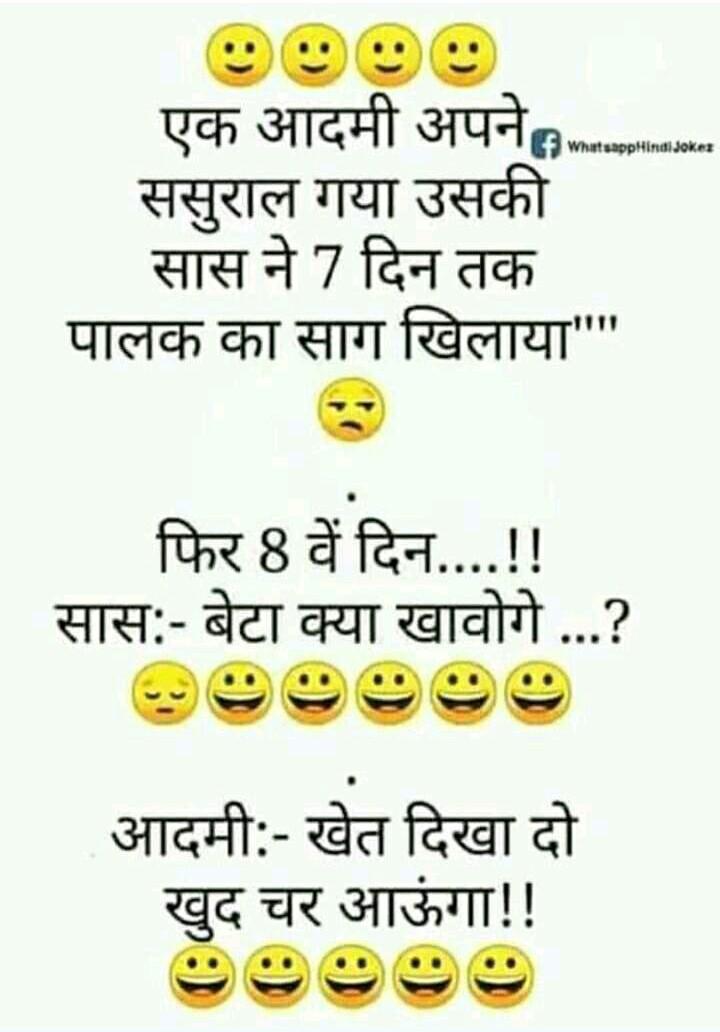 😊😊😊😊
एक आदमी अपने
WhatsappHindiJokez
ससुराल गया उसकी
सास ने 7 दिन तक
पालक का साग खिलाया""
😒
.
फिर 8 वें दिन....!!
सास:- बेटा क्या खावोगे ...?
😔😀😀😀😀😀
.
आदमी:- खेत दिखा दो
खुद चर आऊंगा!!
😀😀😀😀😀